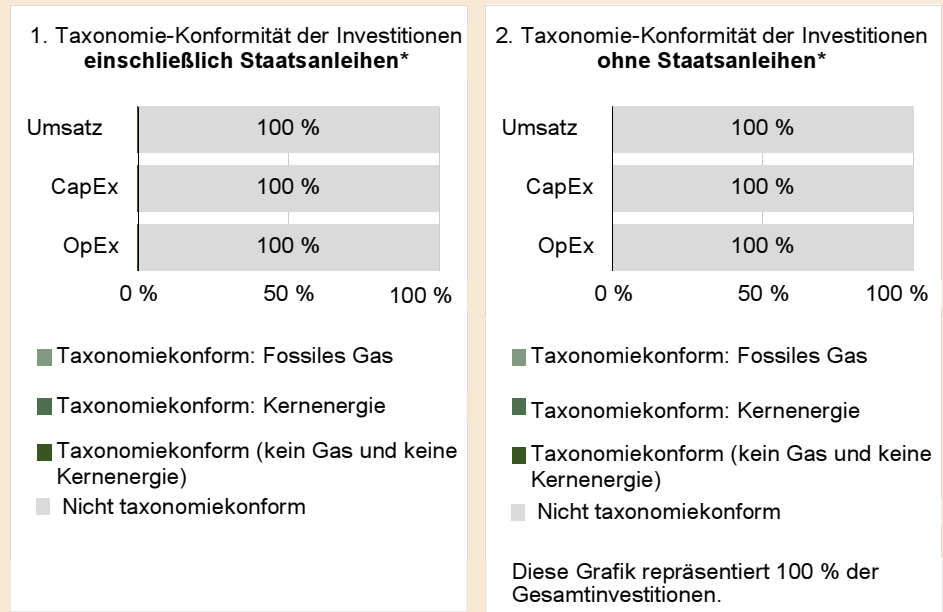 1. Taxonomie-Konformität der Investitionen
einschließlich Staatsanleihen*
Umsatz 100 %
CapEx 100 %
OpEx 100 %
0 % 50 % 100 %
Taxonomiekonform: Fossiles Gas
Taxonomiekonform: Kernenergie
Taxonomiekonform (kein Gas und keine
Kernenergie)
Nicht taxonomiekonform
2. Taxonomie-Konformität der Investitionen
ohne Staatsanleihen*
Umsatz 100 %
CapEx 100 %
OpEx 100 %
0 % 50 % 100 %
Taxonomiekonform: Fossiles Gas
Taxonomiekonform: Kernenergie
Taxonomiekonform (kein Gas und keine
Kernenergie)
Nicht taxonomiekonform
Diese Grafik repräsentiert 100 % der
Gesamtinvestitionen.